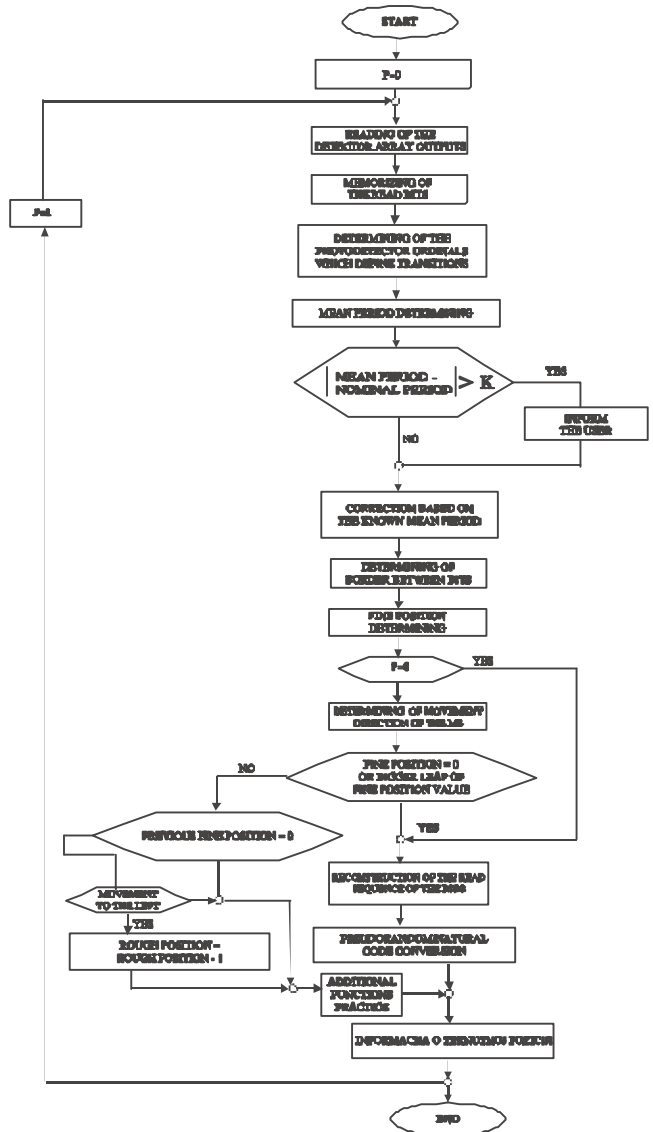 START
P=0
READING OF THE
DETECTOR ARRAY OUTPUTS
MEMORIZING OF
THE READ BITS
P=1
DETERMINING OF THE
PHOTODETECTOR ORDINALS
WHICH DEFINE TRANSITIONS
MEAN PERIOD DETERMINING
MEAN PERIOD -
NOMINAL PERIOD
> K
YES
INFORM
THE USER
NO
CORRECTION BASED ON
THE KNOWN MEAN PERIOD
DETERMINING OF
BORDER BETWEEN BITS
FINE POSITION
DETERMINING
P=0
YES
DETERMINING OF MOVEMENT
DIRECTION OF THE MS
FINE POSITION = 0
OR BIGGER LEAP OF
FINE POSITION VALUE
NO
YES
PREVIOUS FINE POSITION = 0
RECONSTRUCTION OF THE READ
SEQUENCE OF THE
MOVEMENT
TO THE LEFT
YES
ROUGH POSITION =
ROUGH POSITION - 1
PSEUDORANDOM/NATURAL
CODE CONVERSION
ADDITIONAL
FUNCTIONS
PRACTICE
INFORMACIJA O TRENUTNOJ POZICIJI
END